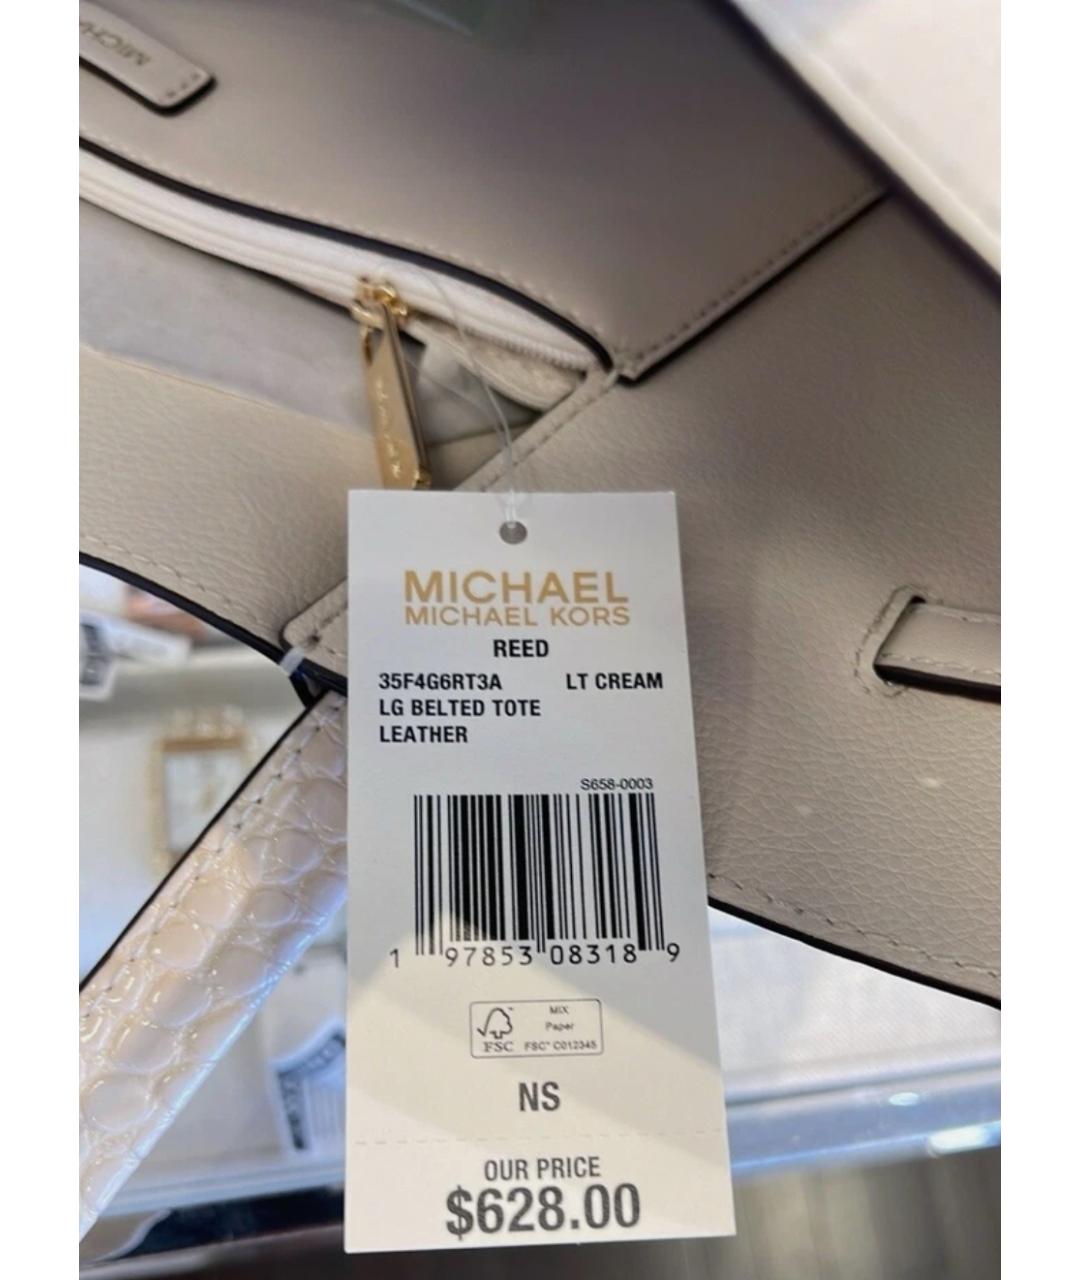 MICH
MICHAEL
MICHAEL KORS
REED
35F4G6RT3A LT CREAM
LG BELTED TOTE
LEATHER
S658-0003
1 97853 08318 9
MIX
Paper
FSC FSC® C012345
NS
OUR PRICE
$628.00